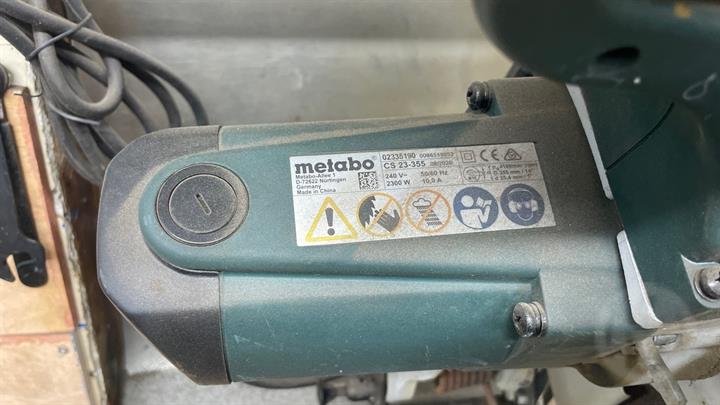 metabo
Metabo-Allee 1
D-72622 Nürtingen
Germany
Made in China
02335190
CS 23-355
240 V~ 50/60 Hz
2300 W 10,0 A
CE